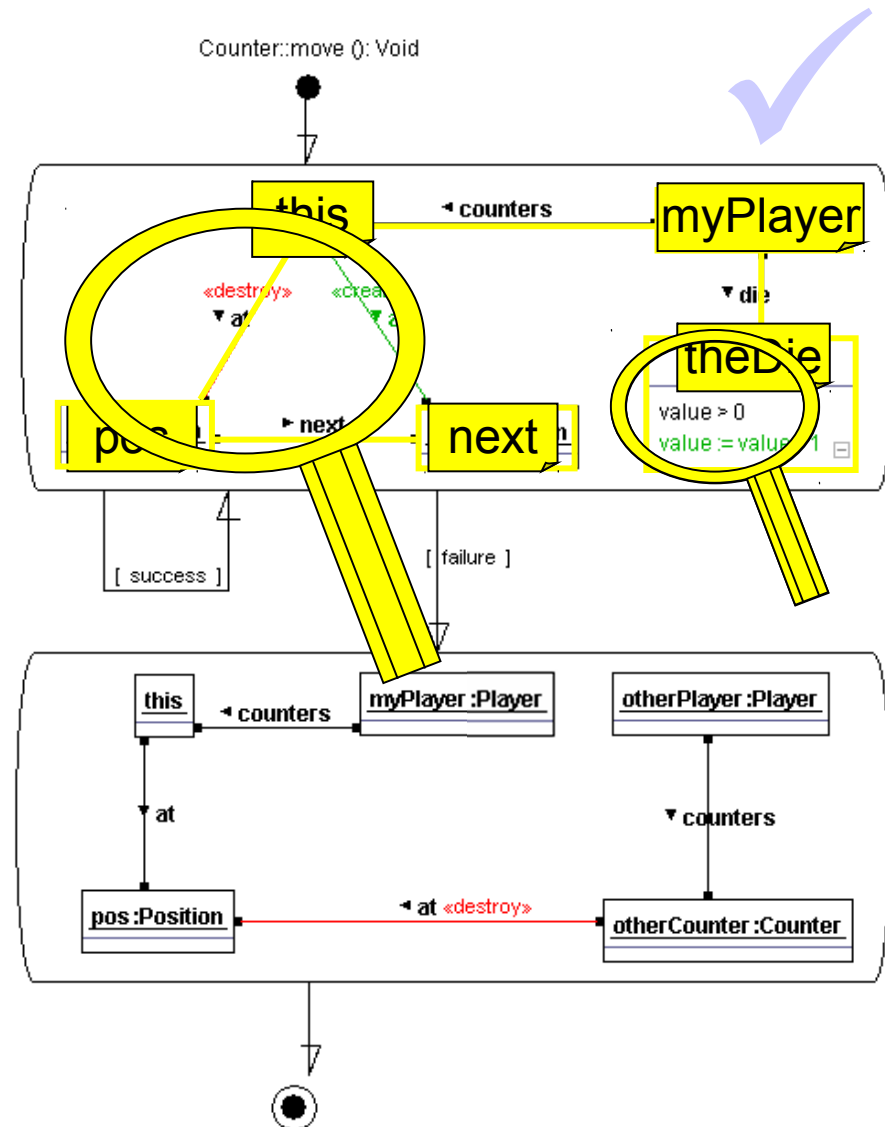 Counter::move (): Void
this
◄ counters
myPlayer
«destroy»
▼ at
▼ die
theDie
value > 0
pos
► next
next
[ success ]
[ failure ]
this
◄ counters
myPlayer :Player
otherPlayer :Player
▼ at
▼ counters
pos :Position
◄ at «destroy»
otherCounter :Counter